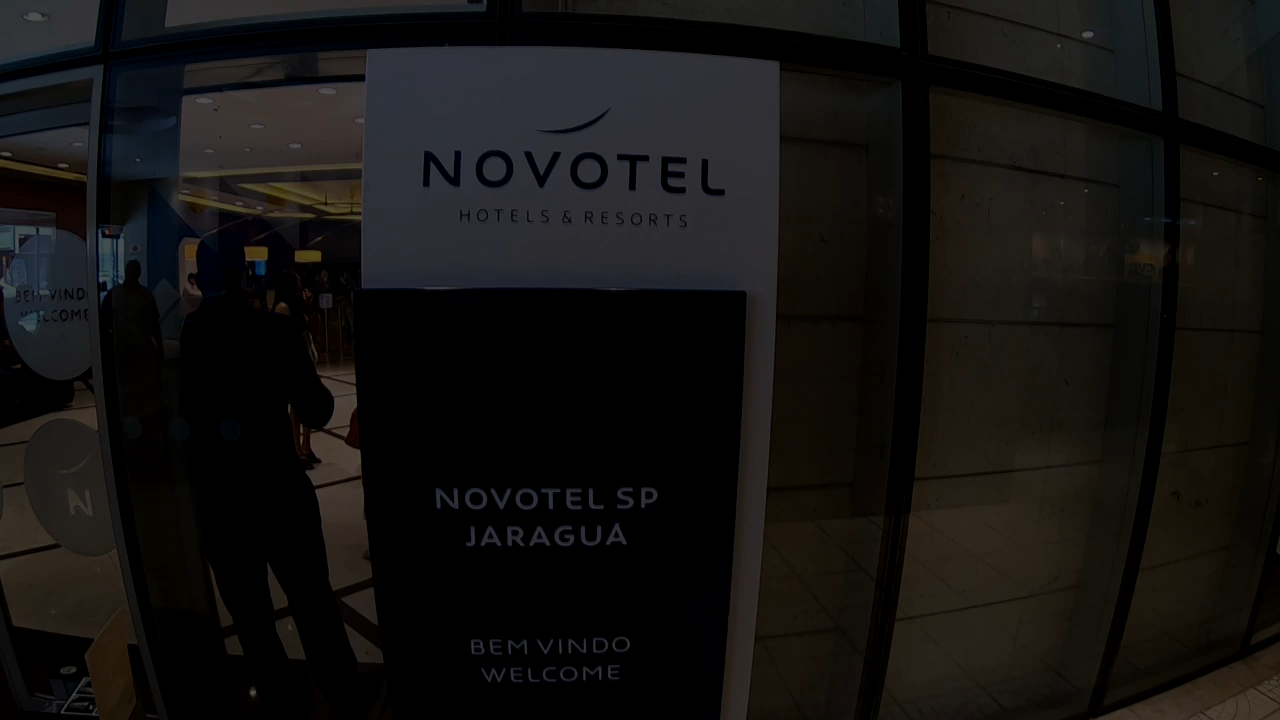 NOVOTEL
HOTELS & RESORTS
NOVOTEL SP
JARAGUÁ
BEM VINDO
WELCOME
BEM VINDO
WELCOME
N